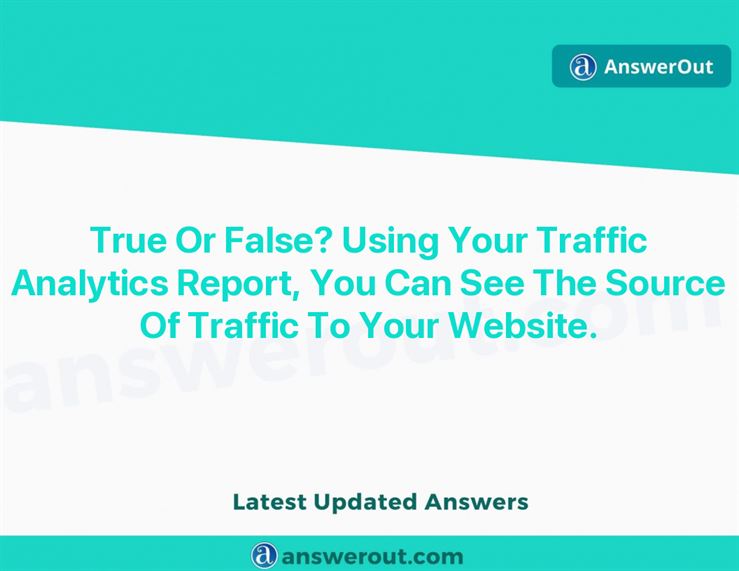 AnswerOut
True Or False? Using Your Traffic
Analytics Report, You Can See The Source
Of Traffic To Your Website.
answerout.com
Latest Updated Answers
answerout.com